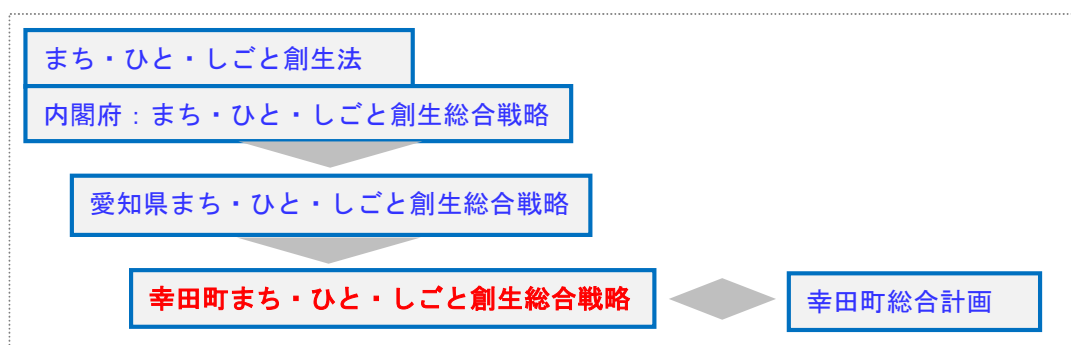 まち・ひと・しごと創生法
内閣府：まち・ひと・しごと創生総合戦略
愛知県まち・ひと・しごと創生総合戦略
幸田町まち・ひと・しごと創生総合戦略
幸田町総合計画